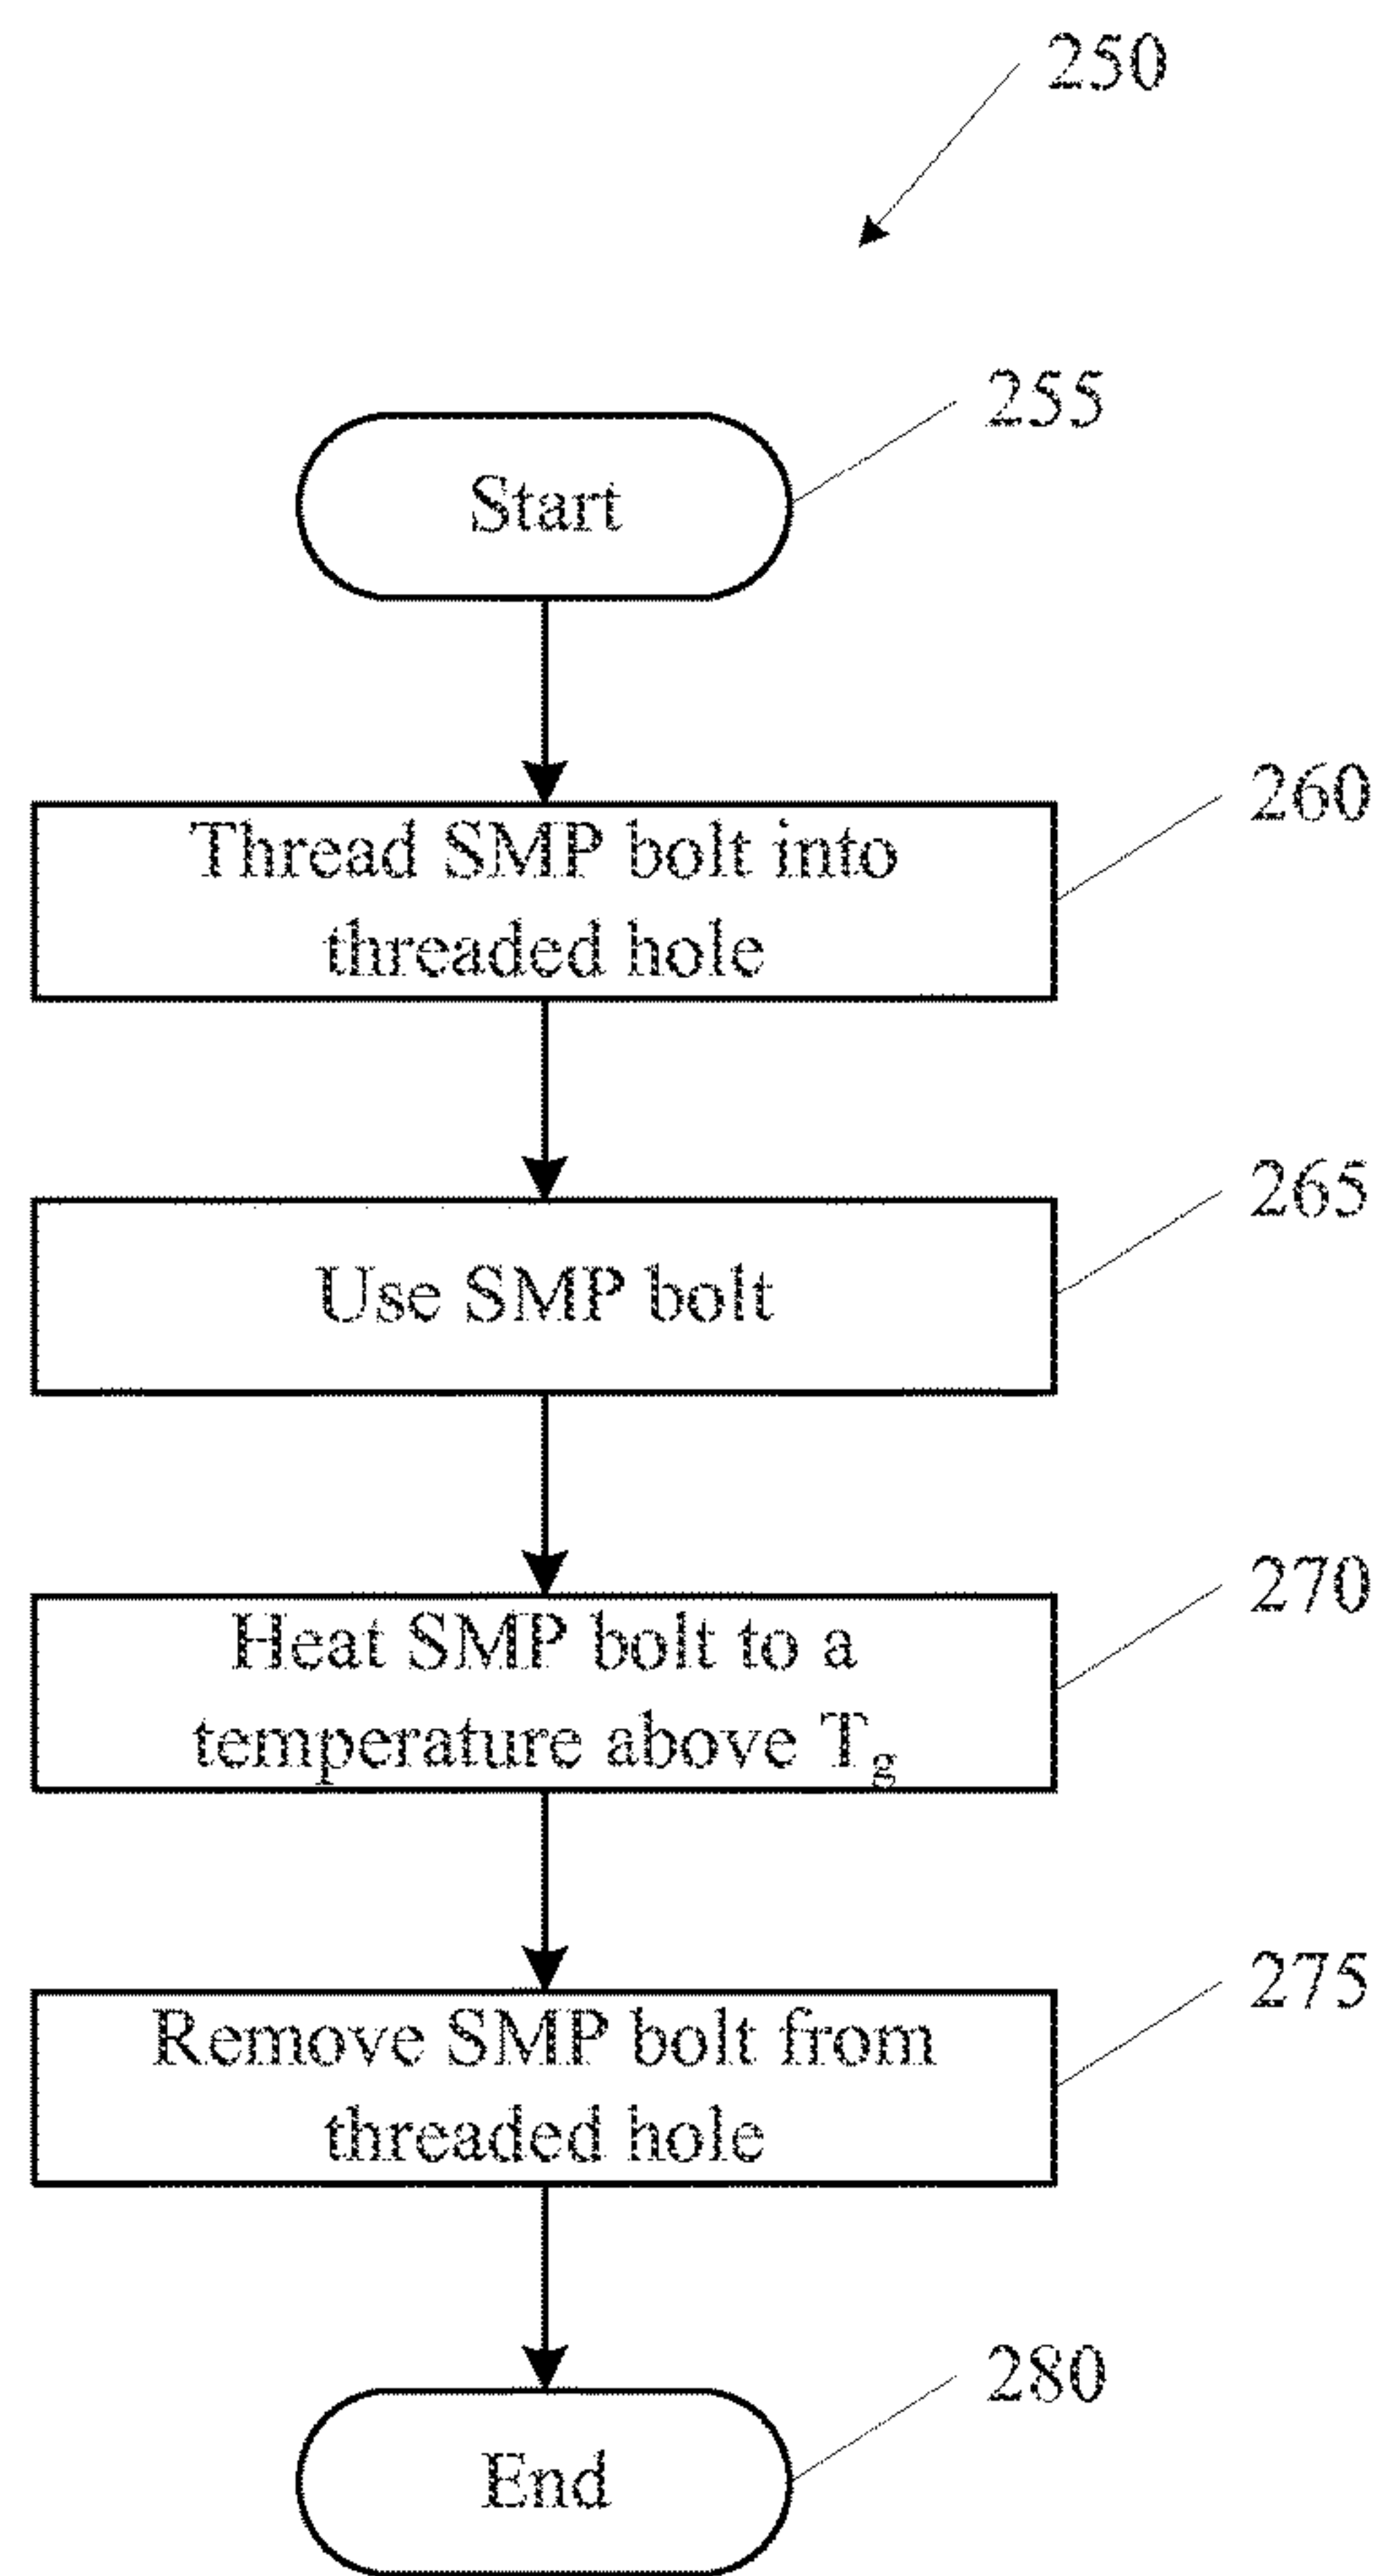 250
255
Start
260
Thread SMP bolt into
threaded hole
265
Use SMP bolt
270
Heat SMP bolt to a
temperature above Tg
275
Remove SMP bolt from
threaded hole
280
End